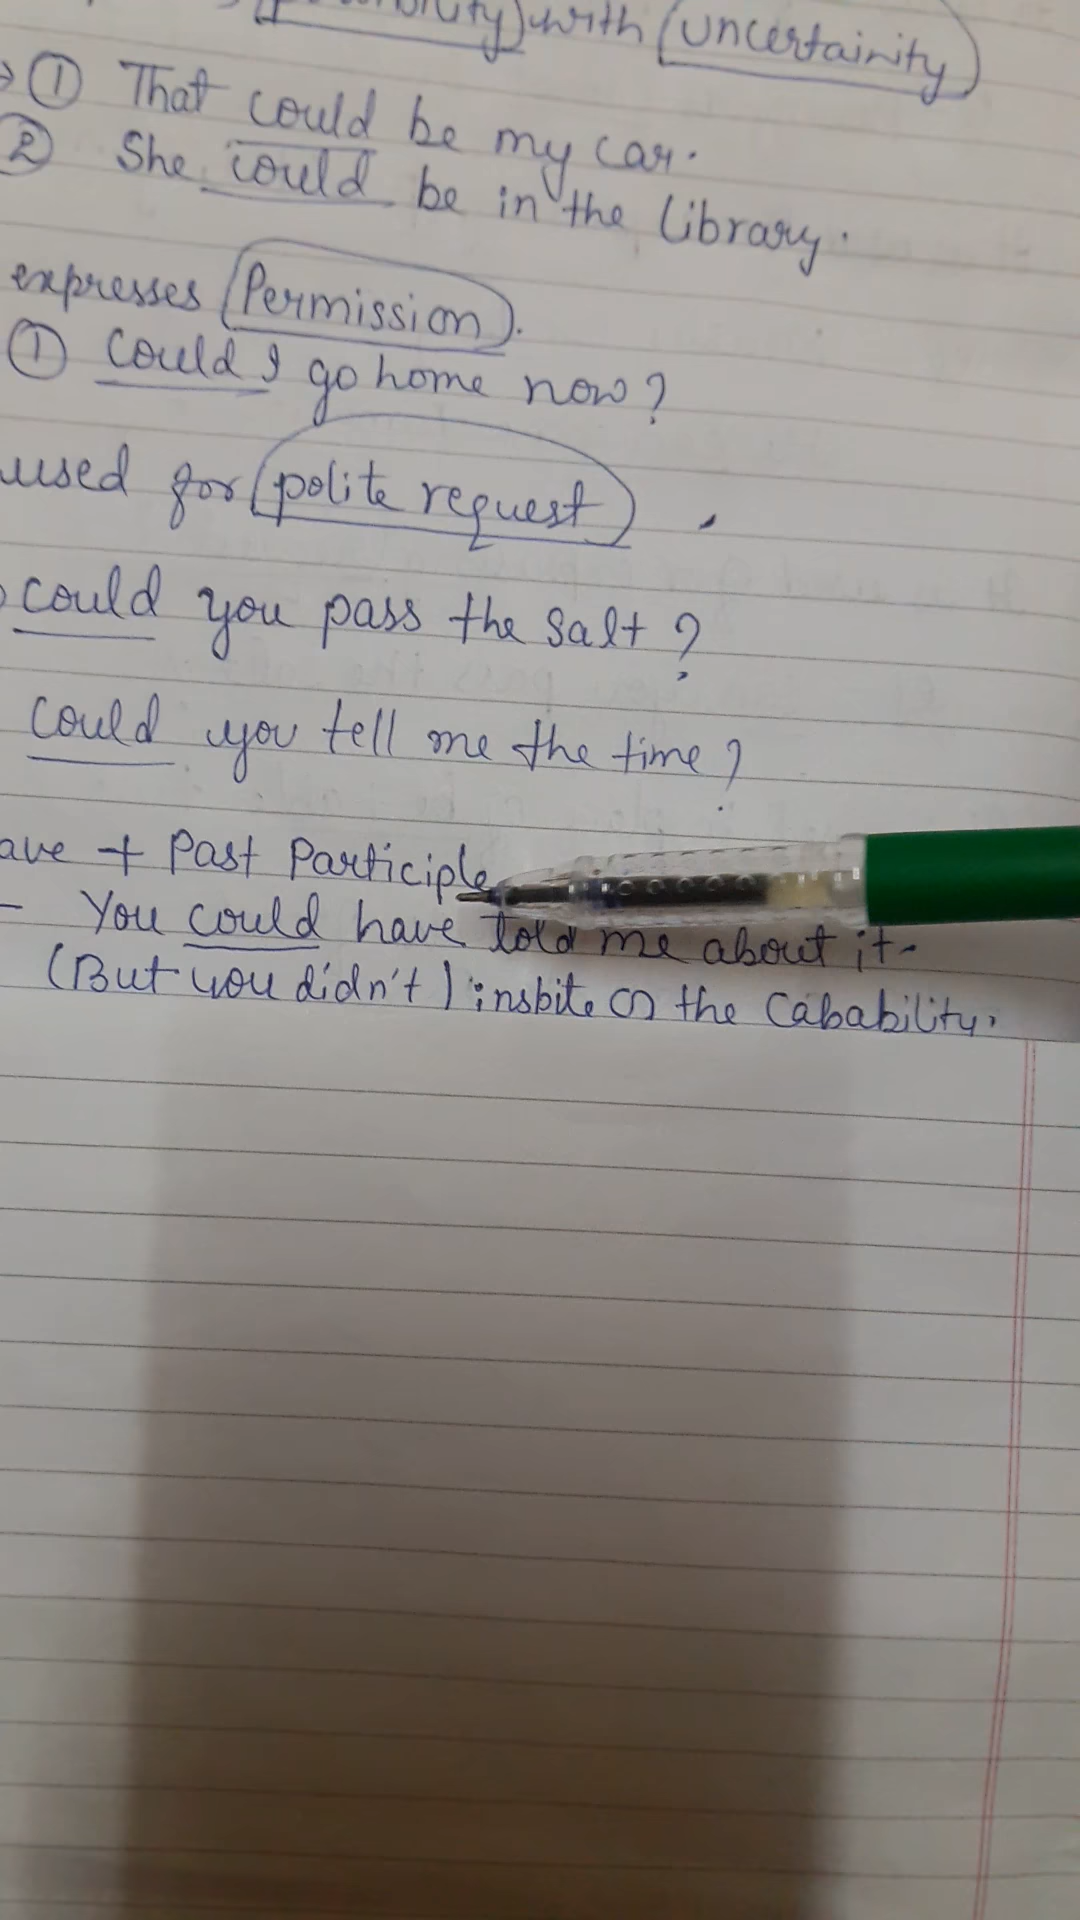 with uncertainity
① That could be my car.
② She could be in the library.
expresses Permission.
① Could I go home now?
used for polite request
could you pass the salt?
could you tell me the time?
ave + Past Participle
- You could have told me about it-
(But you didn't) insbite of the Cabability.